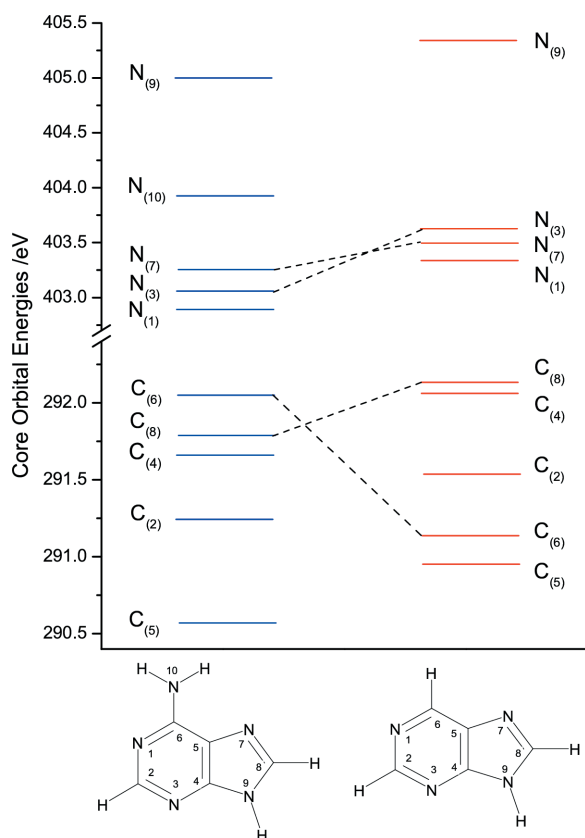 Core Orbital Energies /eV
405.5
405.0
404.5
404.0
403.5
403.0
292.0
291.5
291.0
290.5
N(9)
N(10)
N(7)
N(3)
N(1)
C(6)
C(8)
C(4)
C(2)
C(5)
N(9)
N(3)
N(7)
N(1)
C(8)
C(4)
C(2)
C(6)
C(5)
H 10 H
N
N 6 5 N
1 7
2 3 4 9 8 H
H N N
H
H
N 6 5 N
1 7
2 3 4 9 8 H
H N N
H